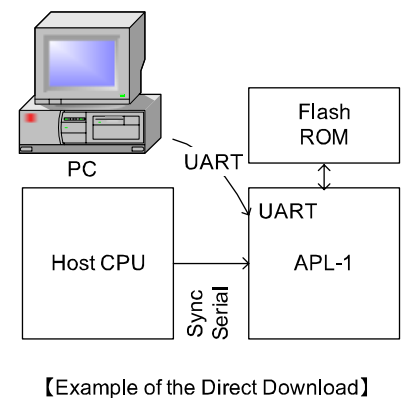 Flash
ROM
PC
UART
UART
Host CPU
APL-1
Sync
Serial
【Example of the Direct Download】